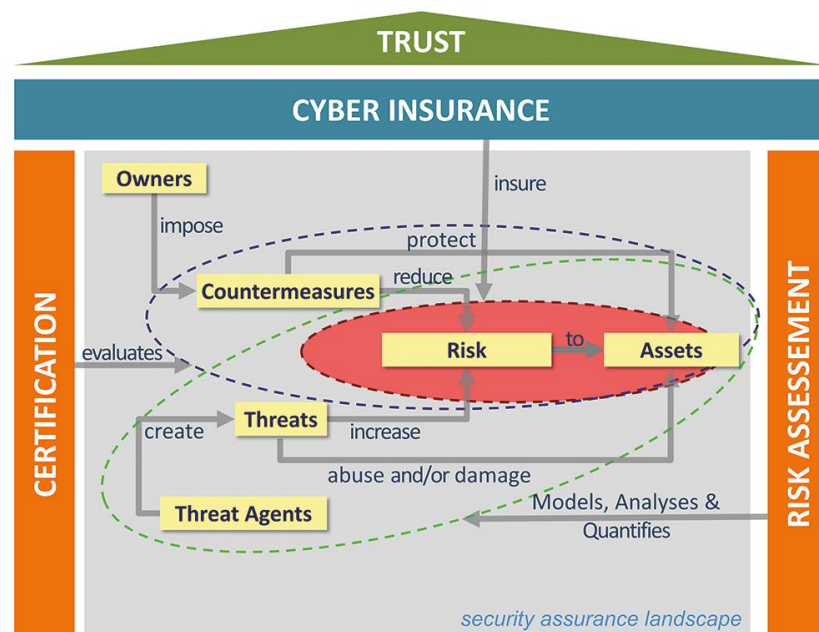 TRUST
CYBER INSURANCE
CERTIFICATION
RISK ASSESSEMENT
Owners
insure
impose
protect
Countermeasures
reduce
evaluates
Risk
to
Assets
create
Threats
increase
abuse and/or damage
Threat Agents
Models, Analyses &
Quantifies
security assurance landscape